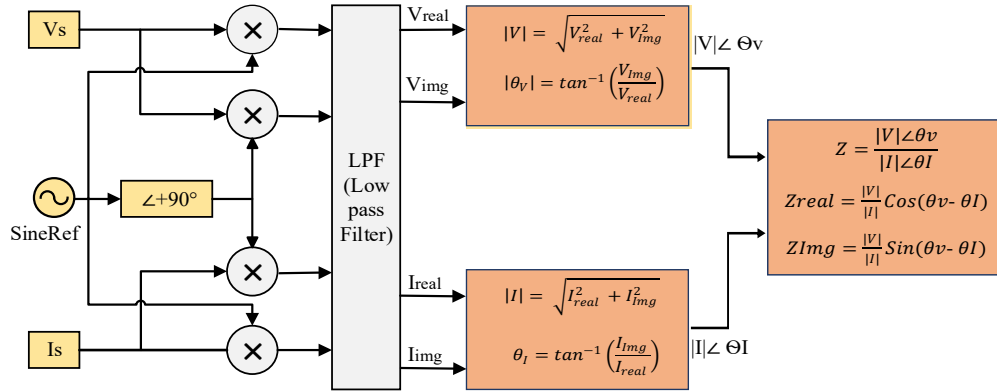 Vs
×
Vreal
|V| = √(V²real + V²Img)
|θV| = tan⁻¹(VImg/Vreal)
|V|∠ Θv
Vimg
×
SineRef
∠+90°
LPF
(Low
pass
Filter)
Z = |V|∠θv / |I|∠θI
Zreal = |V|/|I| Cos(θv- θI)
ZImg = |V|/|I| Sin(θv- θI)
×
Ireal
|I| = √(I²real + I²Img)
θI = tan⁻¹(IImg/Ireal)
|I|∠ ΘI
Is
×
Iimg